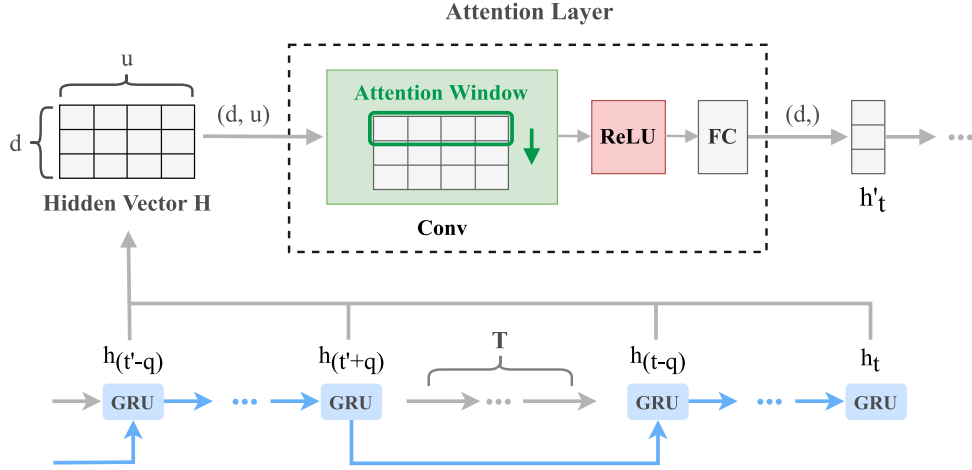 Attention Layer
u
d
(d, u)
Attention Window
ReLU
FC
(d,)
...
Hidden Vector H
Conv
h't
h(t'-q)
h(t'+q)
T
h(t-q)
ht
GRU
...
GRU
...
GRU
...
GRU